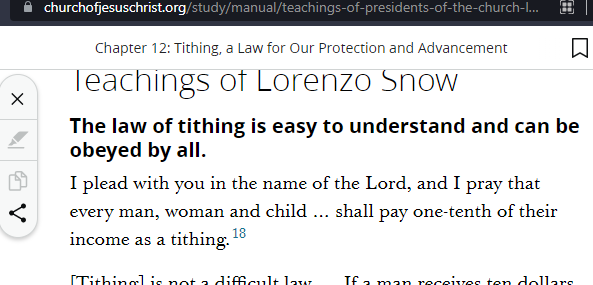 churchofjesuschrist.org/study/manual/teachings-of-presidents-of-the-church-l...
Chapter 12: Tithing, a Law for Our Protection and Advancement
Teachings of Lorenzo Snow
The law of tithing is easy to understand and can be
obeyed by all.
I plead with you in the name of the Lord, and I pray that
every man, woman and child ... shall pay one-tenth of their
income as a tithing.18
[Tithing] is not a difficult law. ... If a man receives ten dollars